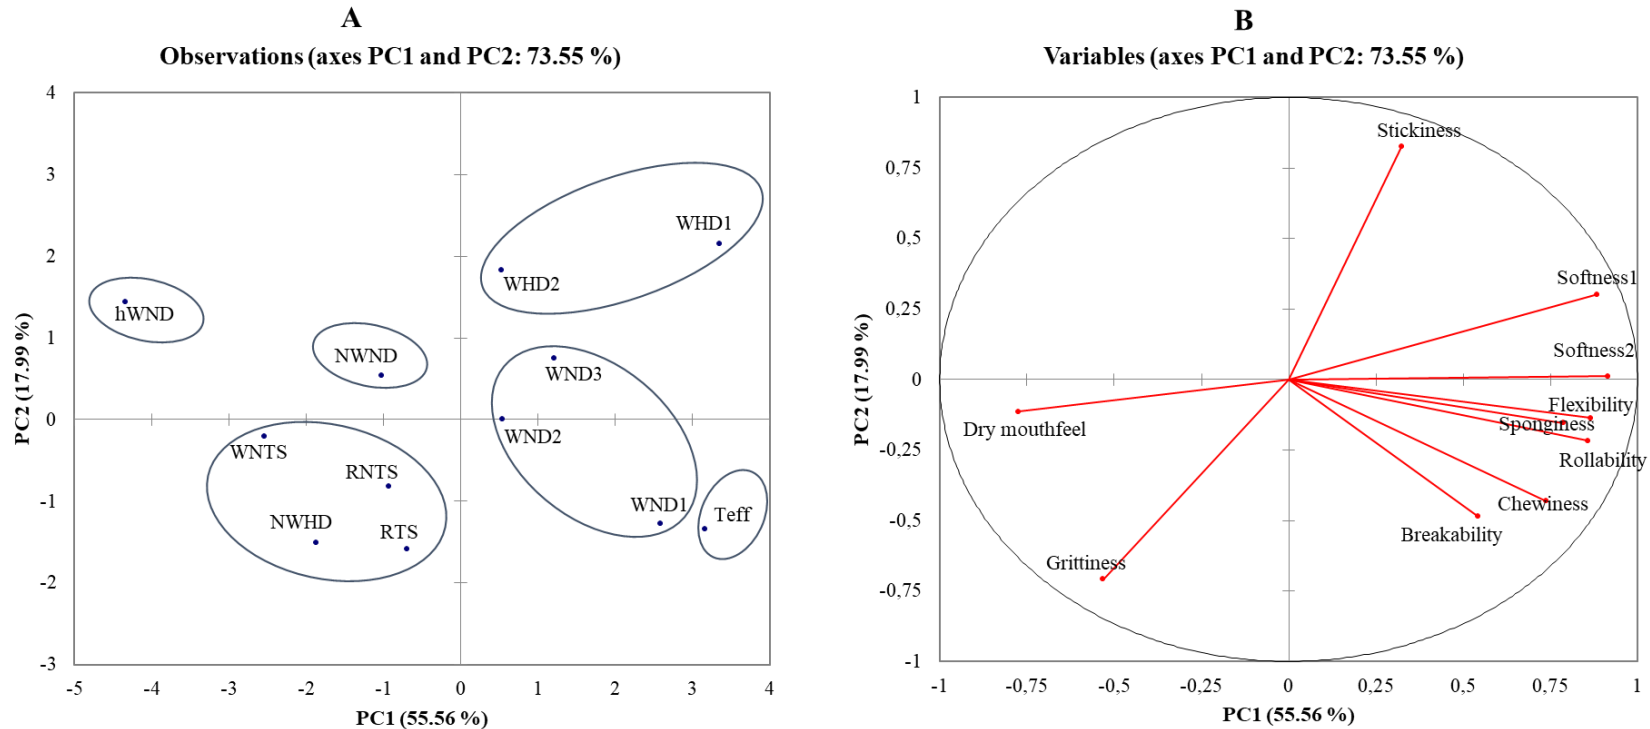 A
Observations (axes PC1 and PC2: 73.55 %)
4
3
2
1
0
-1
-2
-3
-5
-4
-3
-2
-1
0
1
2
3
4
PC2 (17.99 %)
PC1 (55.56 %)
WHD1
WHD2
hWND
NWND
WND3
WND2
WNTS
RNTS
WND1
Teff
NWHD
RTS
B
Variables (axes PC1 and PC2: 73.55 %)
1
0,75
0,5
0,25
0
-0,25
-0,5
-0,75
-1
-1
-0,75
-0,5
-0,25
0
0,25
0,5
0,75
1
PC2 (17.99 %)
PC1 (55.56 %)
Stickiness
Softness1
Softness2
Flexibility
Sponginess
Dry mouthfeel
Rollability
Chewiness
Breakability
Grittiness